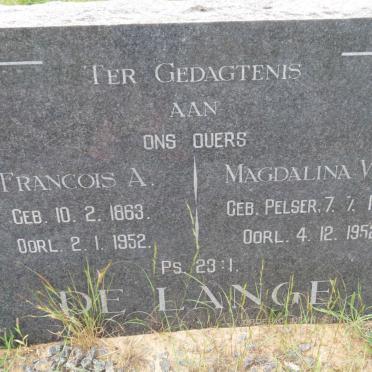 TER GEDAGTENIS
AAN
ONS OUERS
FRANCOIS A.
GEB. 10. 2. 1863.
OORL. 2. 1. 1952.
MAGDALINA
GEB. PELSER, 7. 7.
OORL. 4. 12. 1952
PS. 23:1.
DE LANGE